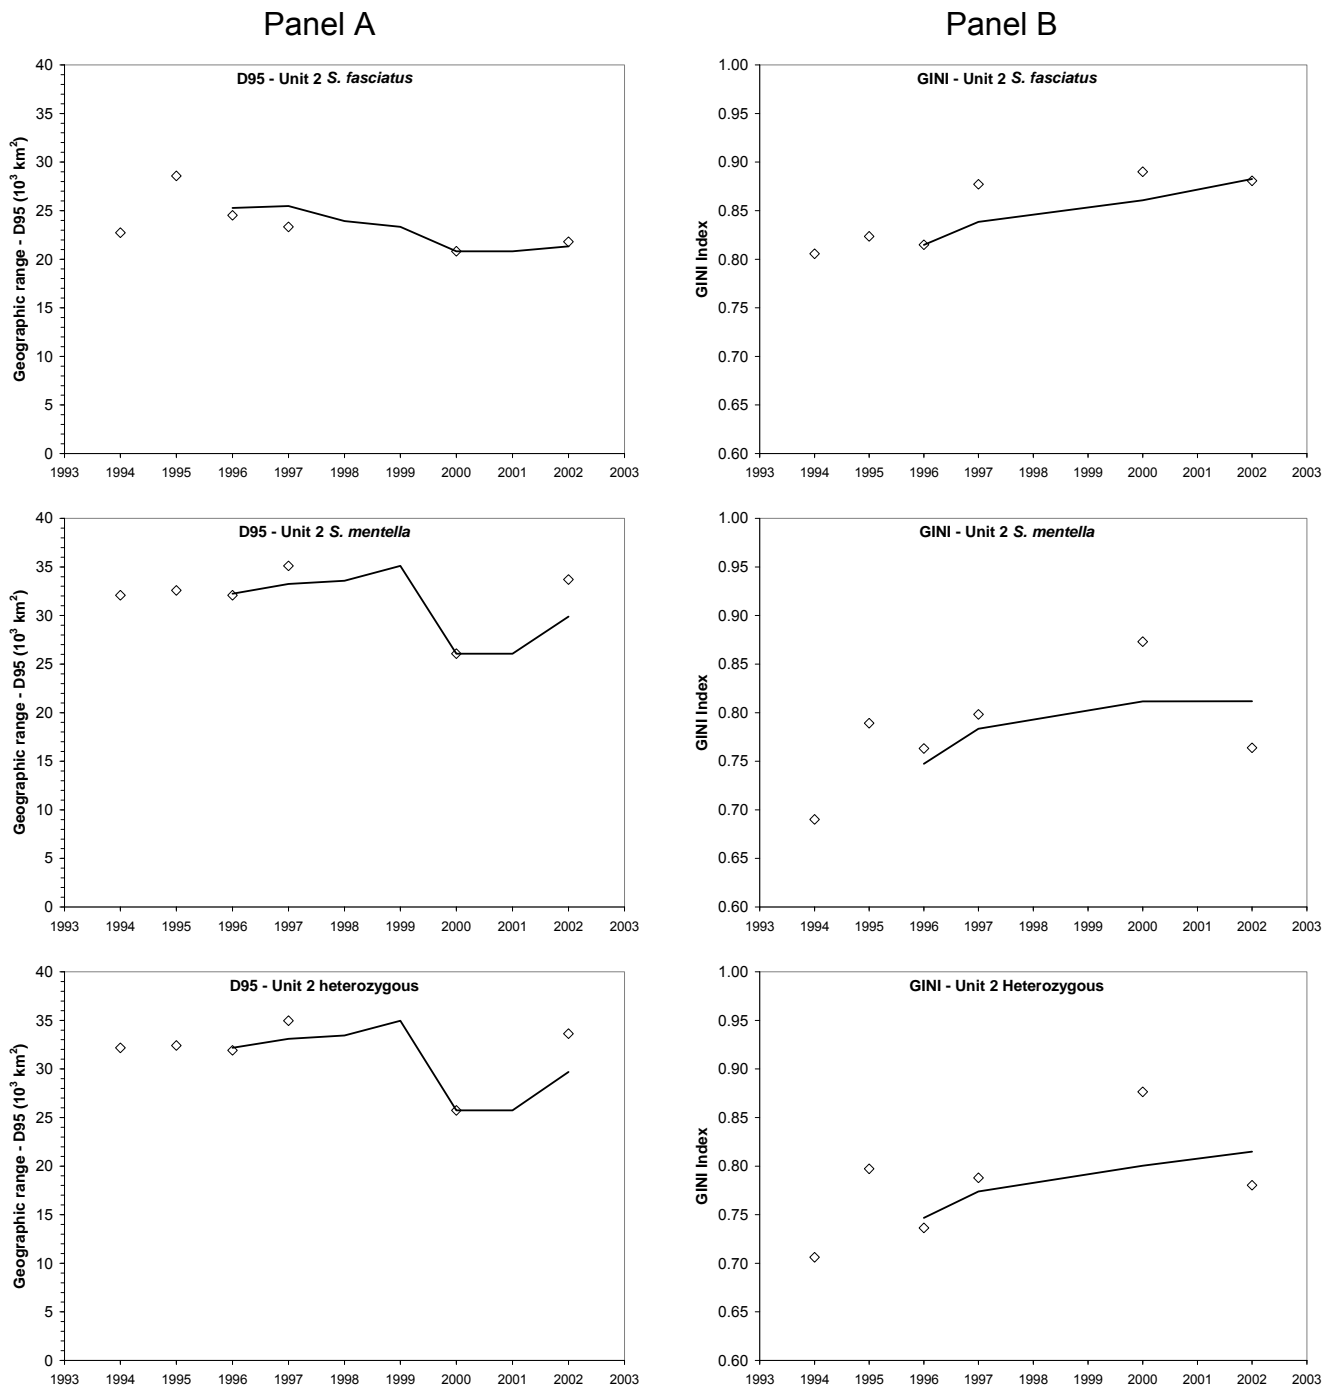 Panel A
Panel B
D95 - Unit 2 S. fasciatus
Geographic range - D95 (10³ km²)
40
35
30
25
20
15
10
5
0
1993 1994 1995 1996 1997 1998 1999 2000 2001 2002 2003
GINI - Unit 2 S. fasciatus
GINI Index
1.00
0.95
0.90
0.85
0.80
0.75
0.70
0.65
0.60
1993 1994 1995 1996 1997 1998 1999 2000 2001 2002 2003
D95 - Unit 2 S. mentella
Geographic range - D95 (10³ km²)
40
35
30
25
20
15
10
5
0
1993 1994 1995 1996 1997 1998 1999 2000 2001 2002 2003
GINI - Unit 2 S. mentella
GINI Index
1.00
0.95
0.90
0.85
0.80
0.75
0.70
0.65
0.60
1993 1994 1995 1996 1997 1998 1999 2000 2001 2002 2003
D95 - Unit 2 heterozygous
Geographic range - D95 (10³ km²)
40
35
30
25
20
15
10
5
0
1993 1994 1995 1996 1997 1998 1999 2000 2001 2002 2003
GINI - Unit 2 Heterozygous
GINI Index
1.00
0.95
0.90
0.85
0.80
0.75
0.70
0.65
0.60
1993 1994 1995 1996 1997 1998 1999 2000 2001 2002 2003